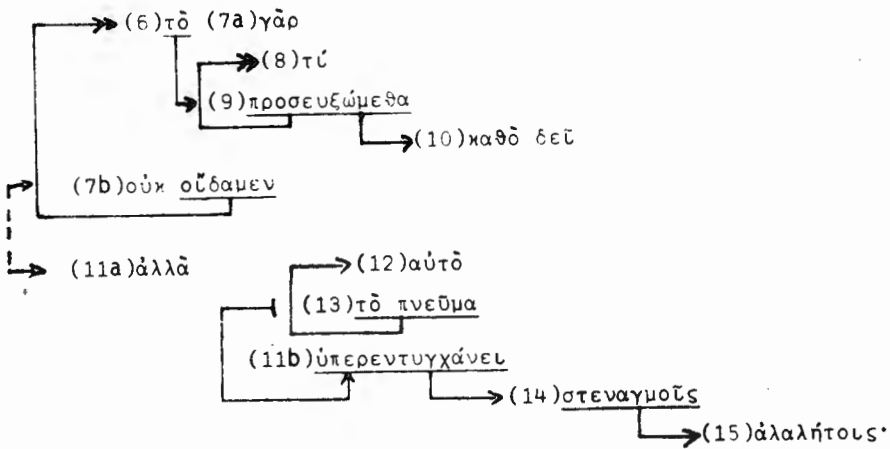 (6)τὸ (7a)γὰρ
(8)τί
(9)προσευξώμεθα
(10)καθὸ δεῖ
(7b)οὐκ οἴδαμεν
(11a)ἀλλὰ
(12)αὐτὸ
(13)τὸ πνεῦμα
(11b)ὑπερεντυγχάνει
(14)στεναγμοῖς
(15)ἀλαλήτοις·